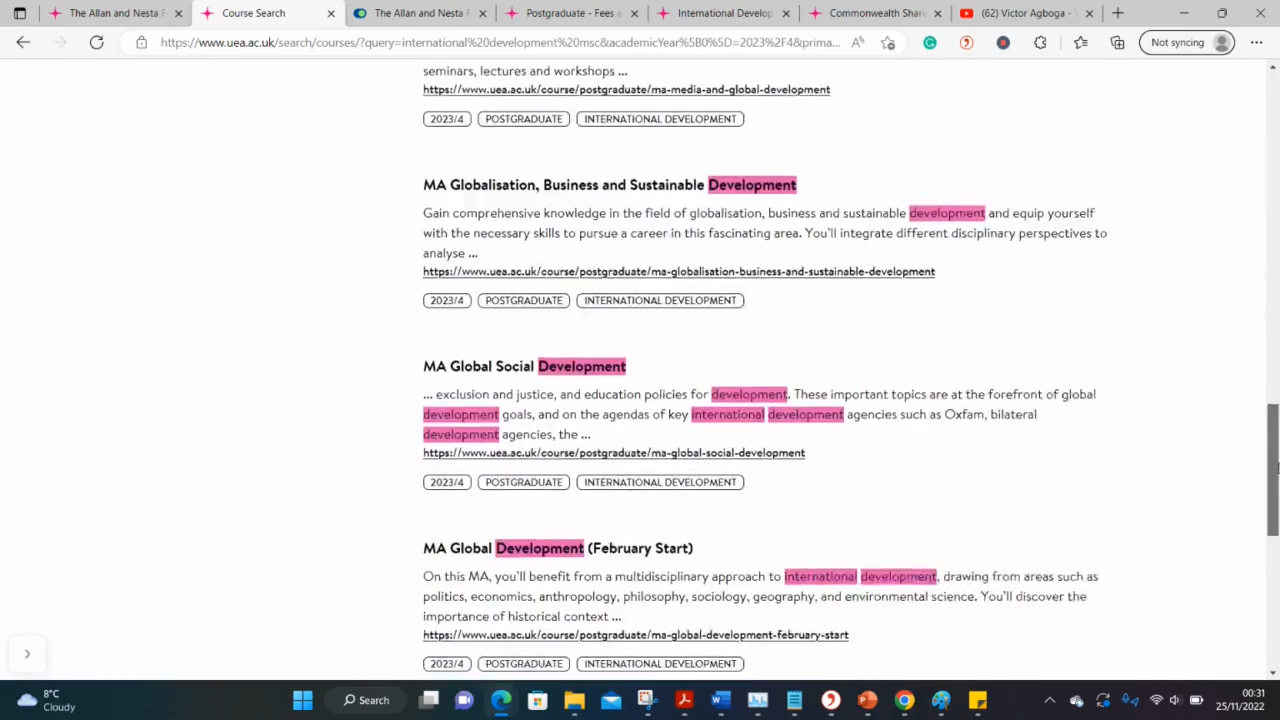 The Allan and Nesta F
Course Search
The Allan and Nesta F
Postgraduate - Fees a
International Develop
Commonwealth Share
(62) Victor Agboga -
https://www.uea.ac.uk/search/courses/?query=international%20development%20msc&academicYear%5B0%5D=2023%2F4&prima...
Not syncing
seminars, lectures and workshops ...
https://www.uea.ac.uk/course/postgraduate/ma-media-and-global-development
2023/4 POSTGRADUATE INTERNATIONAL DEVELOPMENT
MA Globalisation, Business and Sustainable Development
Gain comprehensive knowledge in the field of globalisation, business and sustainable development and equip yourself
with the necessary skills to pursue a career in this fascinating area. You'll integrate different disciplinary perspectives to
analyse ...
https://www.uea.ac.uk/course/postgraduate/ma-globalisation-business-and-sustainable-development
2023/4 POSTGRADUATE INTERNATIONAL DEVELOPMENT
MA Global Social Development
... exclusion and justice, and education policies for development. These important topics are at the forefront of global
development goals, and on the agendas of key international development agencies such as Oxfam, bilateral
development agencies, the ...
https://www.uea.ac.uk/course/postgraduate/ma-global-social-development
2023/4 POSTGRADUATE INTERNATIONAL DEVELOPMENT
MA Global Development (February Start)
On this MA, you'll benefit from a multidisciplinary approach to international development, drawing from areas such as
politics, economics, anthropology, philosophy, sociology, geography, and environmental science. You'll discover the
importance of historical context ...
https://www.uea.ac.uk/course/postgraduate/ma-global-development-february-start
2023/4 POSTGRADUATE INTERNATIONAL DEVELOPMENT
8°C
Cloudy
Search
00:31
25/11/2022